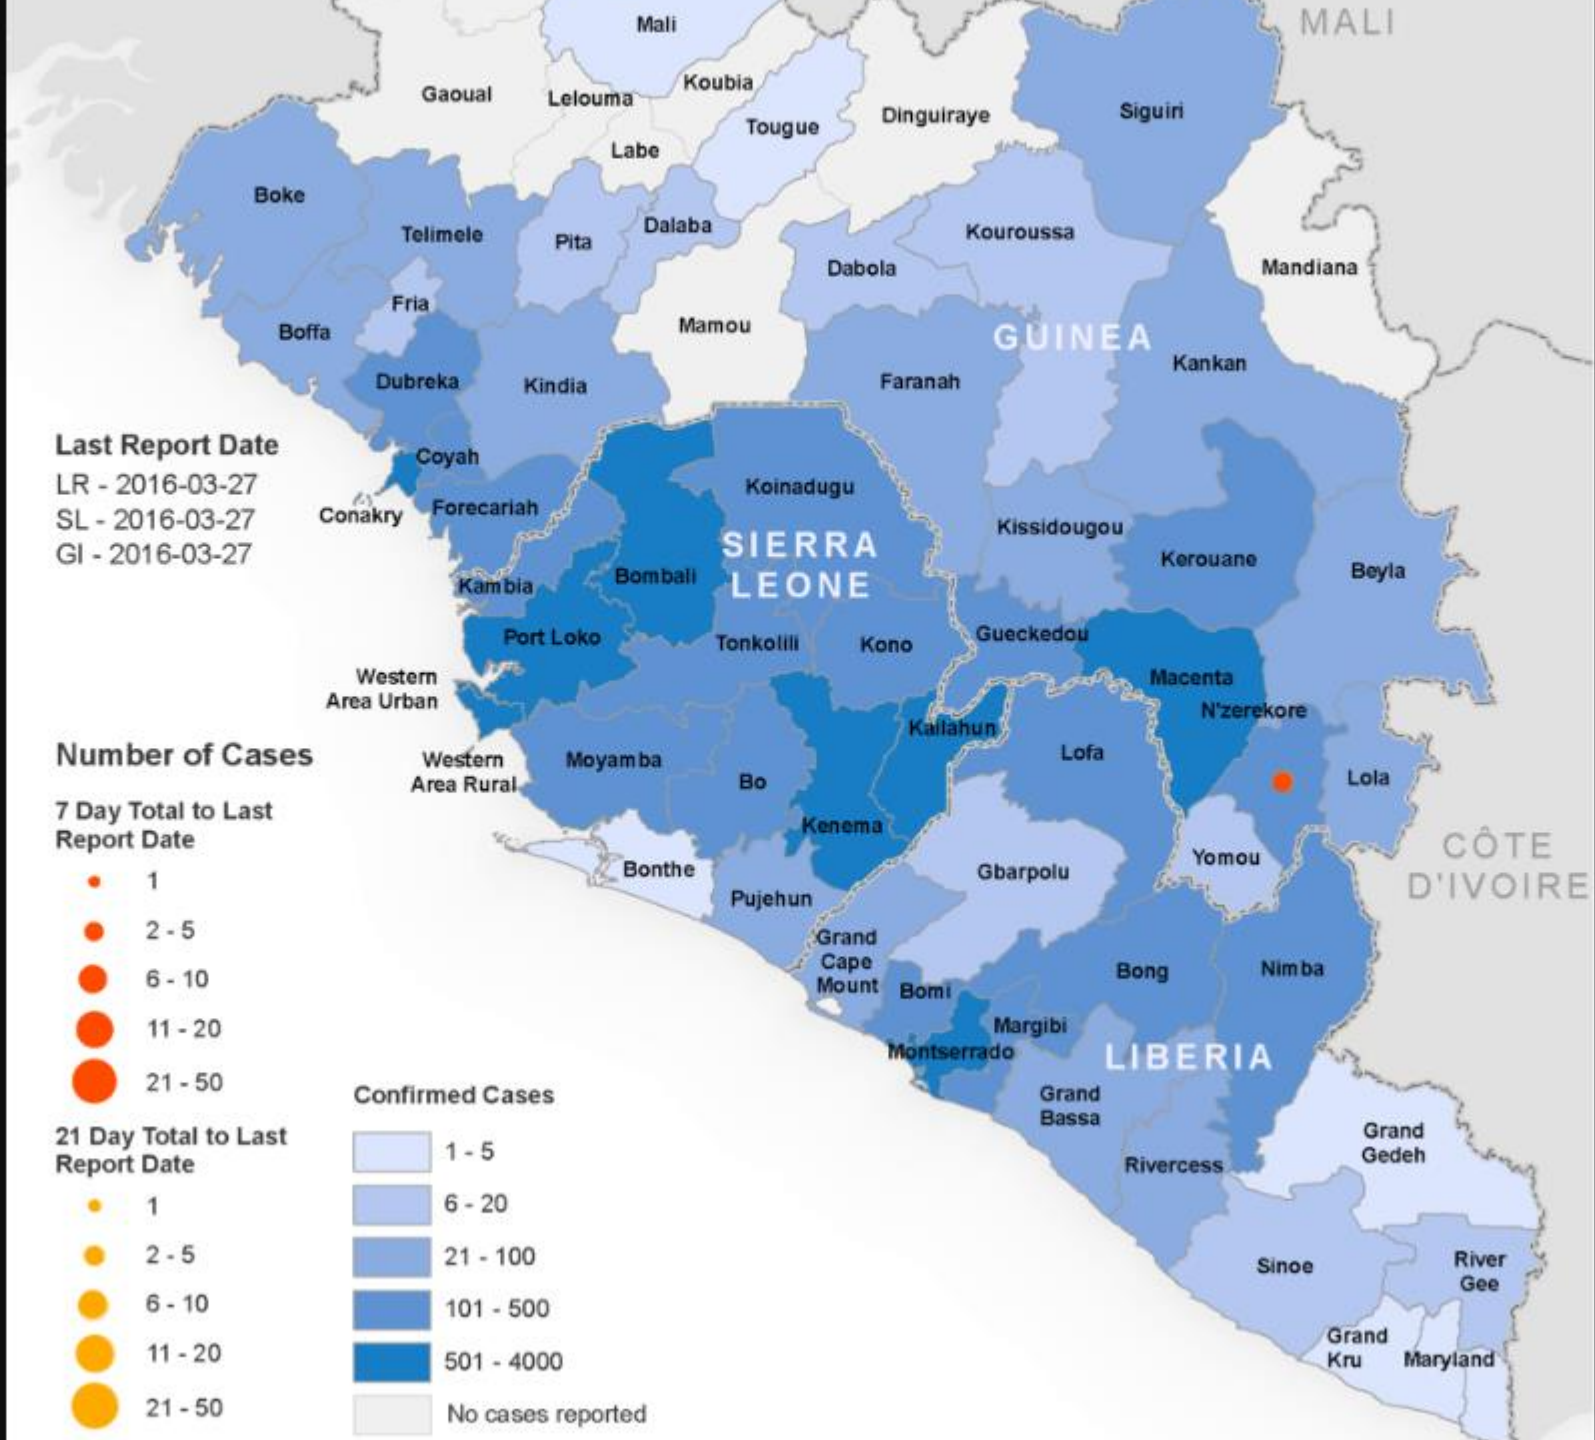 MALI
Mali
Koubia
Gaoual
Lelouma
Siguiri
Dinguiraye
Tougue
Labe
Boke
Dalaba
Telimele
Pita
Kouroussa
Dabola
Mandiana
Fria
Boffa
Mamou
GUINEA
Kankan
Dubreka
Kindia
Faranah
Coyah
Koinadugu
Forecariah
Conakry
Kissidougou
SIERRA
LEONE
Kerouane
Beyla
Kambia
Bombali
Port Loko
Tonkolili
Kono
Gueckedou
Macenta
Western
Area Urban
N'zerekore
Kailahun
Lofa
Moyamba
Western
Area Rural
Bo
Lola
Kenema
Yomou
CÔTE
D'IVOIRE
Bonthe
Gbarpolu
Pujehun
Grand
Cape
Mount
Bong
Nimba
Bomi
Margibi
Montserrado
LIBERIA
Grand
Bassa
Grand
Gedeh
Rivercess
Sinoe
River
Gee
Grand
Kru
Maryland
Last Report Date
LR - 2016-03-27
SL - 2016-03-27
GI - 2016-03-27
Number of Cases
7 Day Total to Last
Report Date
1
2 - 5
6 - 10
11 - 20
21 - 50
21 Day Total to Last
Report Date
1
2 - 5
6 - 10
11 - 20
21 - 50
Confirmed Cases
1 - 5
6 - 20
21 - 100
101 - 500
501 - 4000
No cases reported